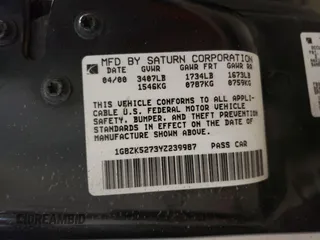 MFD BY SATURN CORPORATION
DATE GVWR GAWR FRT GAWR RR
04/00 3407LB 1734LB 1673LB
1546KG 0787KG 0759KG
THIS VEHICLE CONFORMS TO ALL APPLI-
CABLE U.S. FEDERAL MOTOR VEHICLE
SAFETY, BUMPER, AND THEFT PREVENTION
STANDARDS IN EFFECT ON THE DATE OF
MANUFACTURE SHOWN ABOVE.
1G8ZK5273YZ239987 PASS CAR